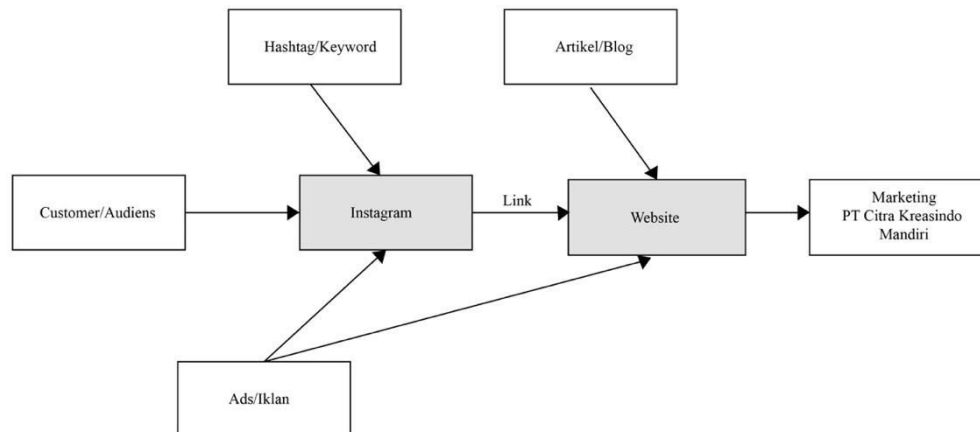 Hashtag/Keyword
Artikel/Blog
Customer/Audiens
Instagram
Link
Website
Marketing
PT Citra Kreasindo
Mandiri
Ads/Iklan